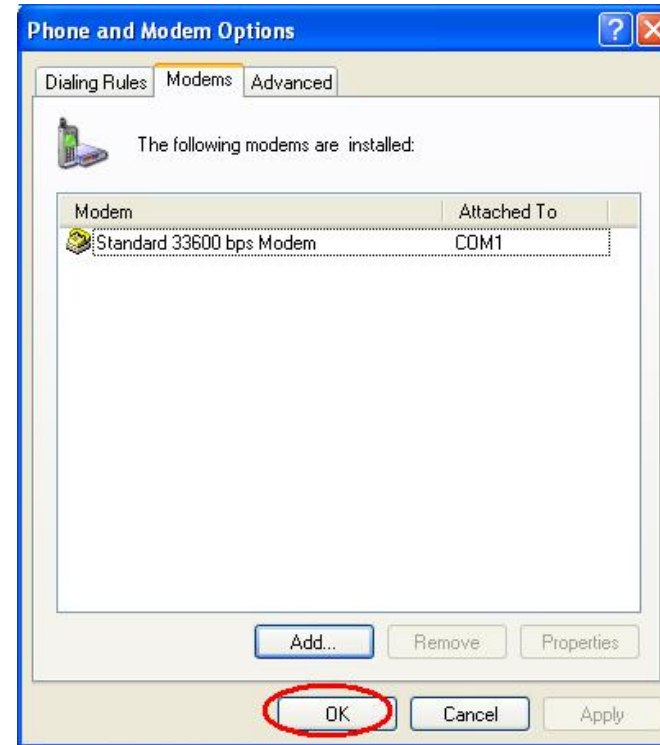 Phone and Modem Options
Dialing Rules Modems Advanced
The following modems are installed:
Modem Attached To
Standard 33600 bps Modem COM1
Add... Remove Properties
OK Cancel Apply